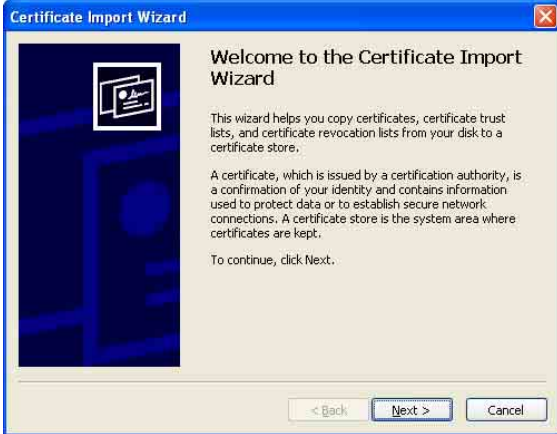 Certificate Import Wizard
Welcome to the Certificate Import
Wizard
This wizard helps you copy certificates, certificate trust
lists, and certificate revocation lists from your disk to a
certificate store.
A certificate, which is issued by a certification authority, is
a confirmation of your identity and contains information
used to protect data or to establish secure network
connections. A certificate store is the system area where
certificates are kept.
To continue, click Next.
< Back Next > Cancel